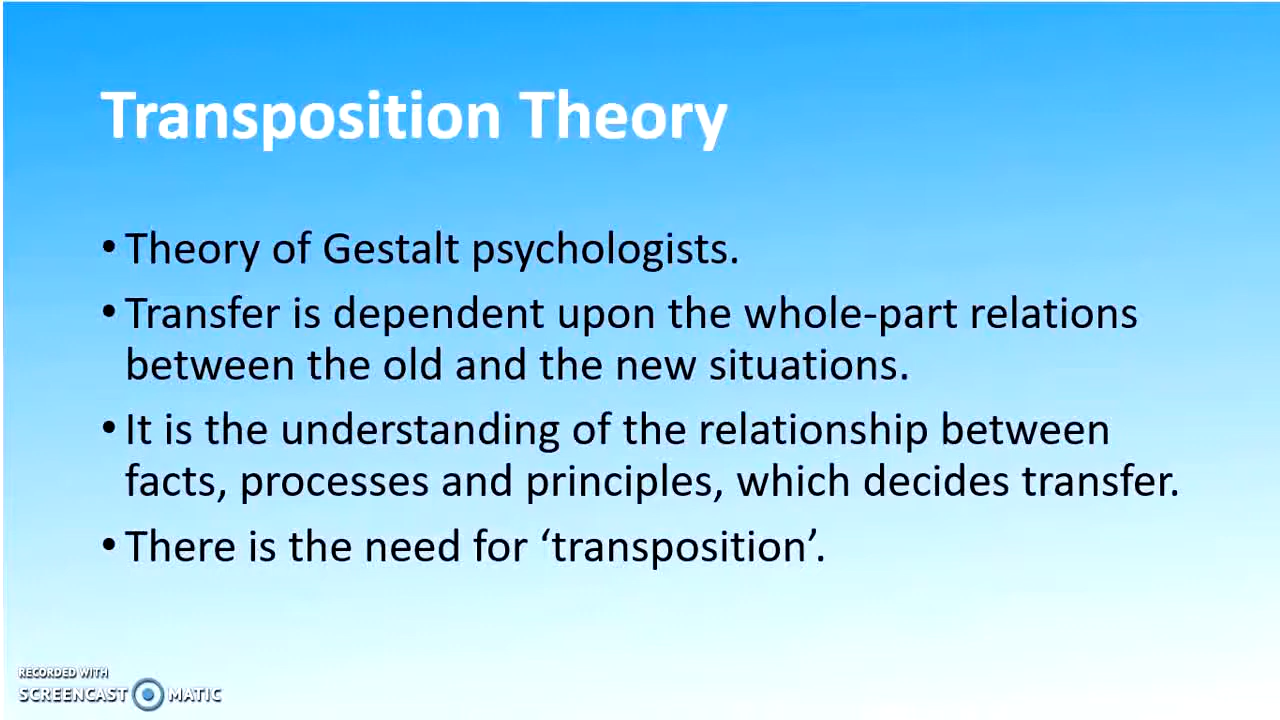 Transposition Theory
• Theory of Gestalt psychologists.
• Transfer is dependent upon the whole-part relations
between the old and the new situations.
• It is the understanding of the relationship between
facts, processes and principles, which decides transfer.
• There is the need for ‘transposition’.
RECORDED WITH
SCREENCAST MATIC